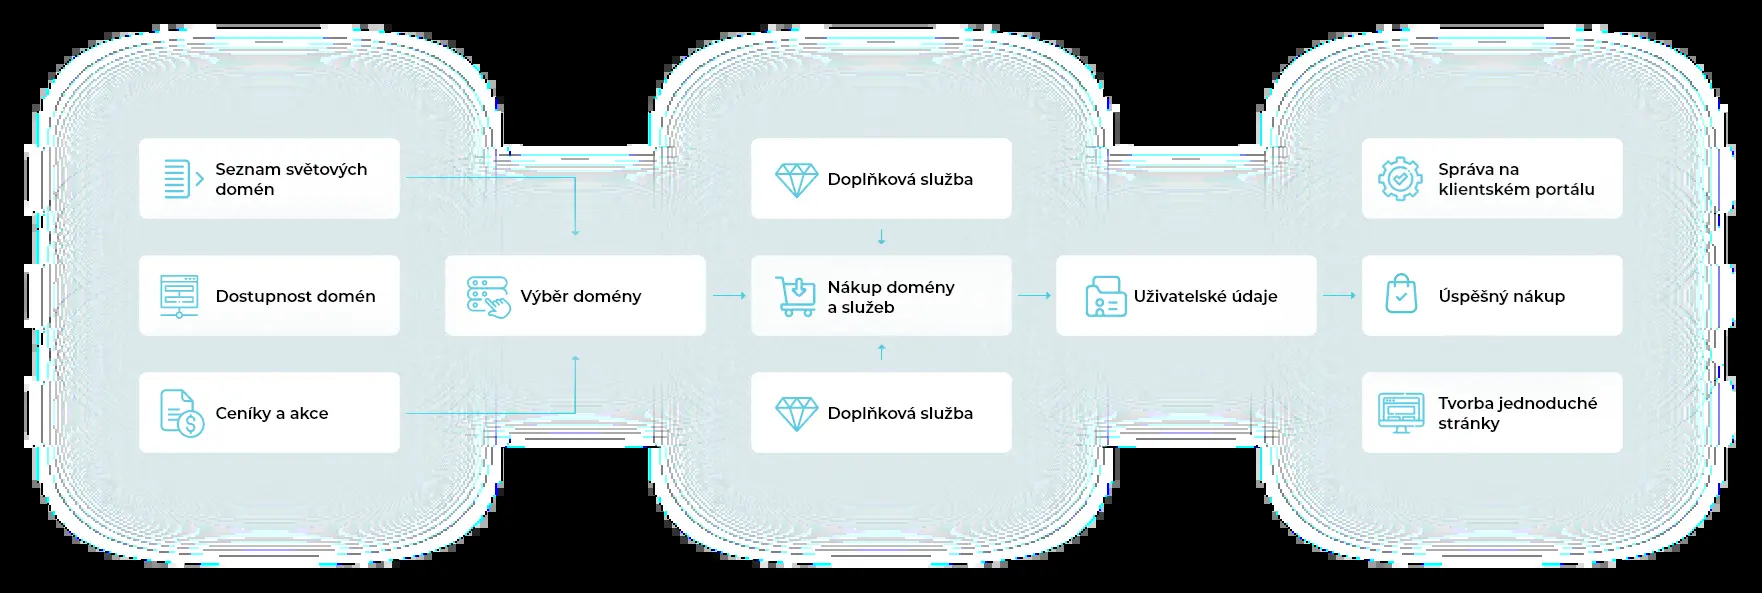 Seznam světových
domén
Dostupnost domén
Ceníky a akce
Výběr domény
Doplňková služba
Nákup domény
a služeb
Doplňková služba
Uživatelské údaje
Správa na
klientském portálu
Úspěšný nákup
Tvorba jednoduché
stránky